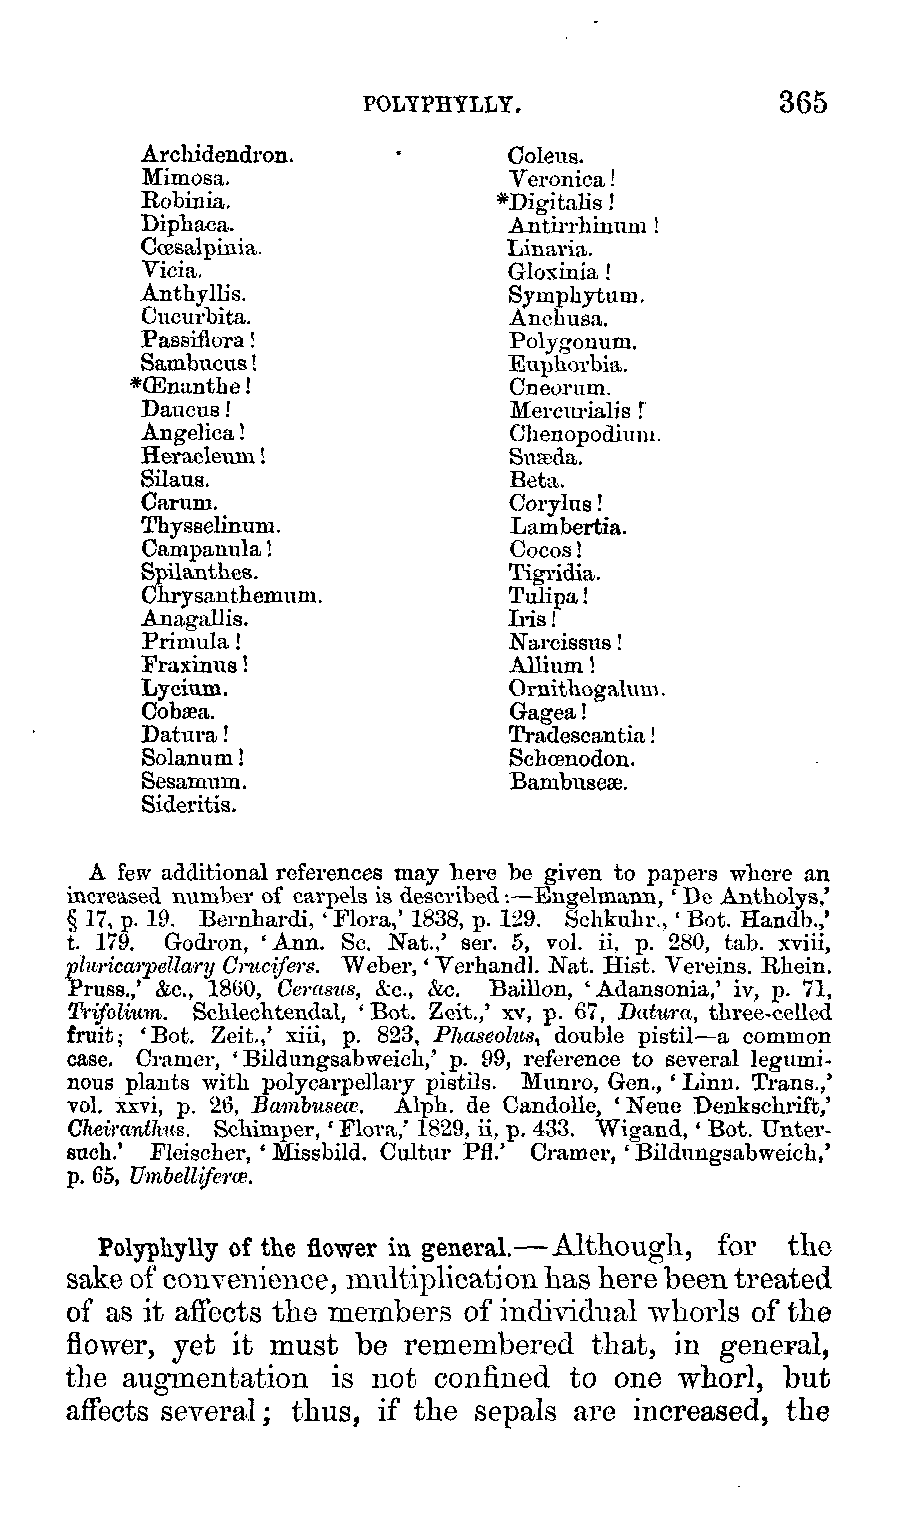 POLYPHYLLY. 365
Archidendron.
Mimosa.
Robinia.
Diphaca.
Cœsalpinia.
Vicia.
Anthyllis.
Cucurbita.
Passiflora !
Sambucus !
*Œnanthe !
Daucus !
Angelica !
Heracleum !
Silaus.
Carum.
Thysselinum.
Campanula !
Spilanthes.
Chrysanthemum.
Anagallis.
Primula !
Fraxinus !
Lycium.
Cobæa.
Datura !
Solanum !
Sesamum.
Sideritis.
Coleus.
Veronica !
*Digitalis !
Antirrhinum !
Linaria.
Gloxinia !
Symphytum.
Anchusa.
Polygonum.
Euphorbia.
Cneorum.
Mercurialis !
Chenopodium.
Suæda.
Beta.
Corylus !
Lambertia.
Cocos !
Tigridia.
Tulipa !
Iris !
Narcissus !
Allium !
Ornithogalum.
Gagea !
Tradescantia !
Schœnodon.
Bambuseæ.
A few additional references may here be given to papers where an
increased number of carpels is described:—Engelmann, ‘De Antholys,’
§ 17, p. 19. Bernhardi, ‘Flora,’ 1838, p. 129. Schkuhr., ‘Bot. Handb.,’
t. 179. Godron, ‘Ann. Sc. Nat.,’ ser. 5, vol. ii, p. 280, tab. xviii,
pluricarpellary Crucifers. Weber, ‘Verhandl. Nat. Hist. Vereins. Rhein.
Pruss.,’ &c., 1860, Cerasus, &c., &c. Baillon, ‘Adansonia,’ iv, p. 71,
Trifolium. Schlechtendal, ‘Bot. Zeit.,’ xv, p. 67, Datura, three-celled
fruit; ‘Bot. Zeit.,’ xiii, p. 823, Phaseolus, double pistil—a common
case. Cramer, ‘Bildungsabweich,’ p. 99, reference to several legumi-
nous plants with polycarpellary pistils. Munro, Gen., ‘Linn. Trans.,’
vol. xxvi, p. 26, Bambuseæ. Alph. de Candolle, ‘Neue Denkschrift,’
Cheiranthus. Schimper, ‘Flora,’ 1829, ii, p. 433. Wigand, ‘Bot. Unter-
such.’ Fleischer, ‘Missbild. Cultur Pfl.’ Cramer, ‘Bildungsabweich,’
p. 65, Umbelliferæ.
Polyphylly of the flower in general.—Although, for the
sake of convenience, multiplication has here been treated
of as it affects the members of individual whorls of the
flower, yet it must be remembered that, in general,
the augmentation is not confined to one whorl, but
affects several; thus, if the sepals are increased, the